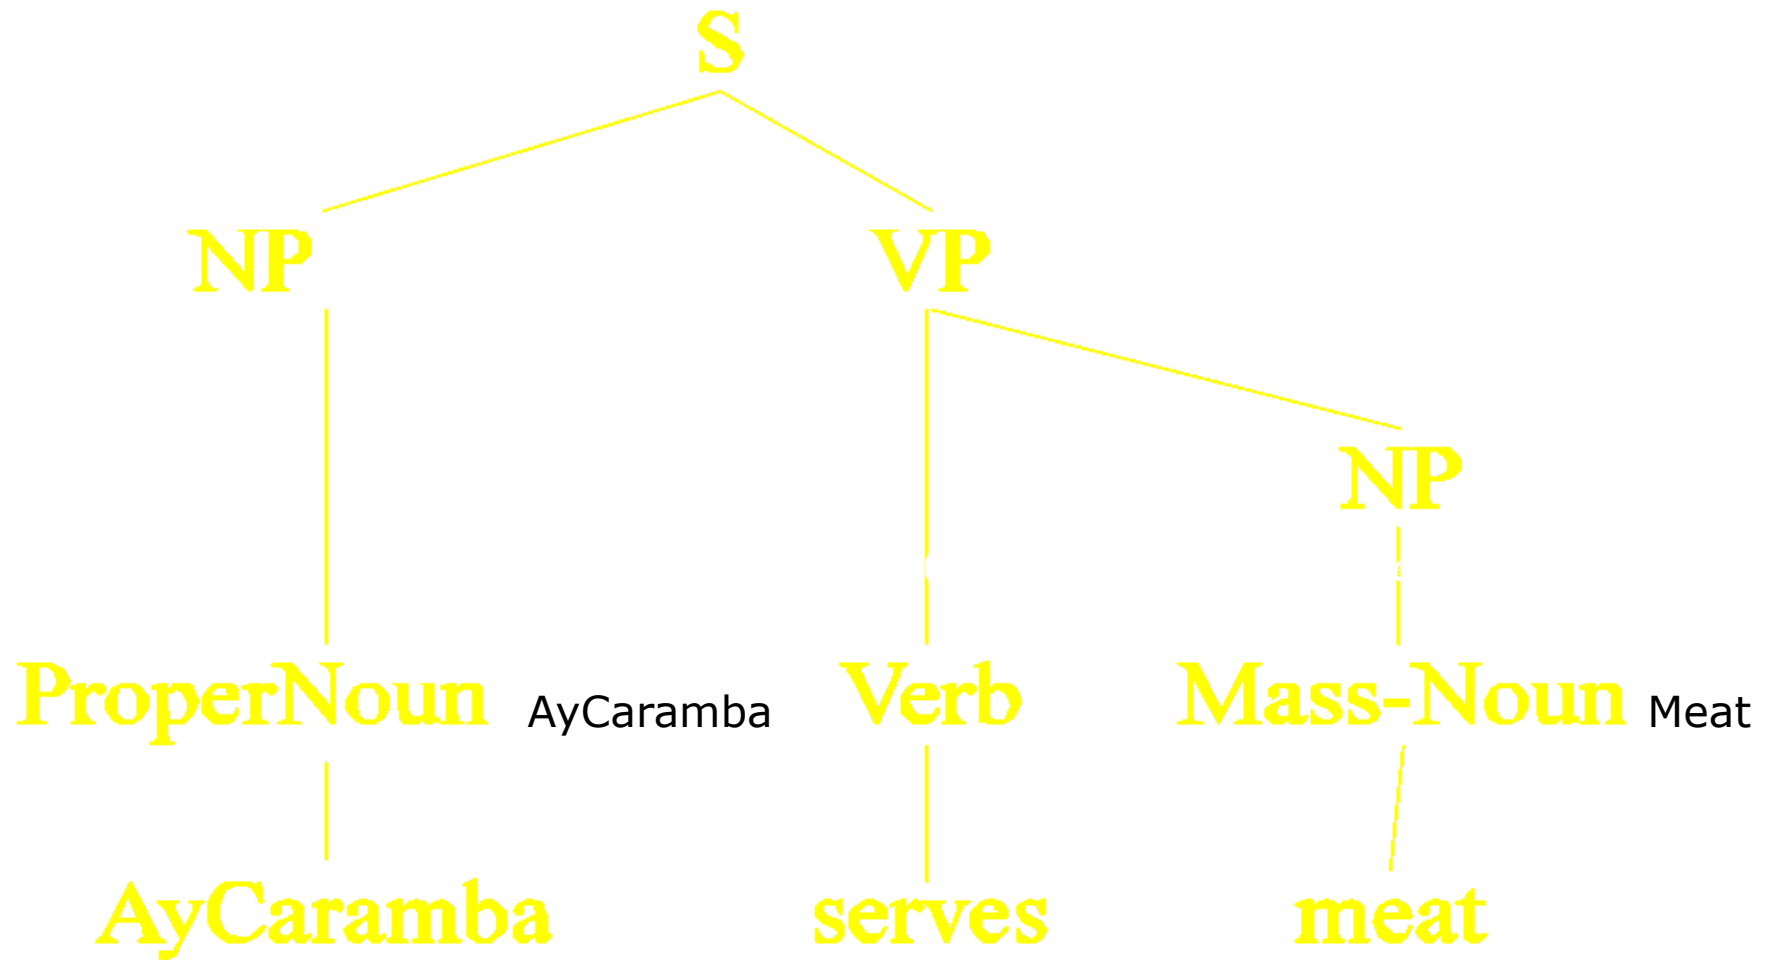 S
NP VP
NP
ProperNoun AyCaramba Verb Mass-Noun Meat
AyCaramba serves meat